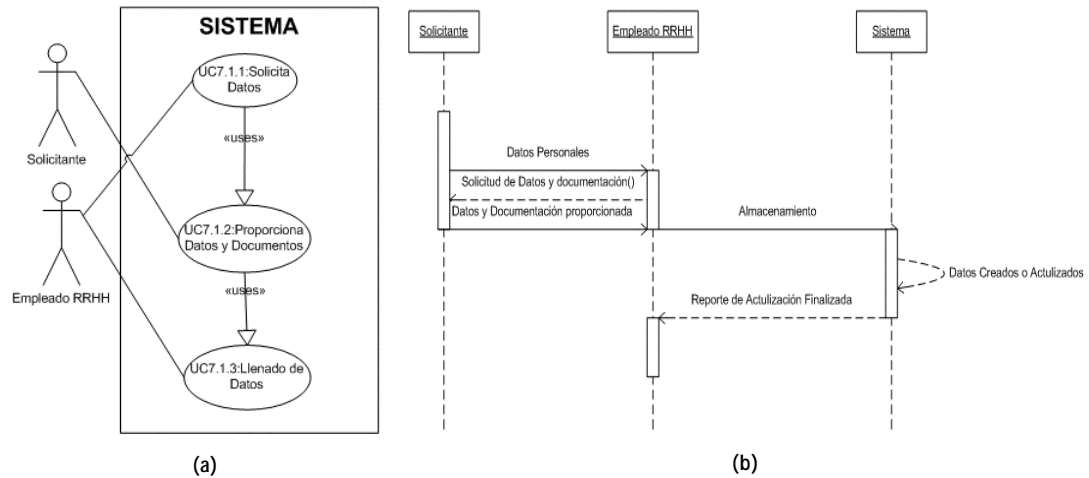 SISTEMA
UC7.1.1:Solicita
Datos
«uses»
Solicitante
UC7.1.2:Proporciona
Datos y Documentos
Empleado RRHH
«uses»
UC7.1.3:Llenado de
Datos
(a)
Solicitante
Empleado RRHH
Sistema
Datos Personales
Solicitud de Datos y documentación()
Datos y Documentación proporcionada
Almacenamiento
Datos Creados o Actulizados
Reporte de Actulización Finalizada
(b)